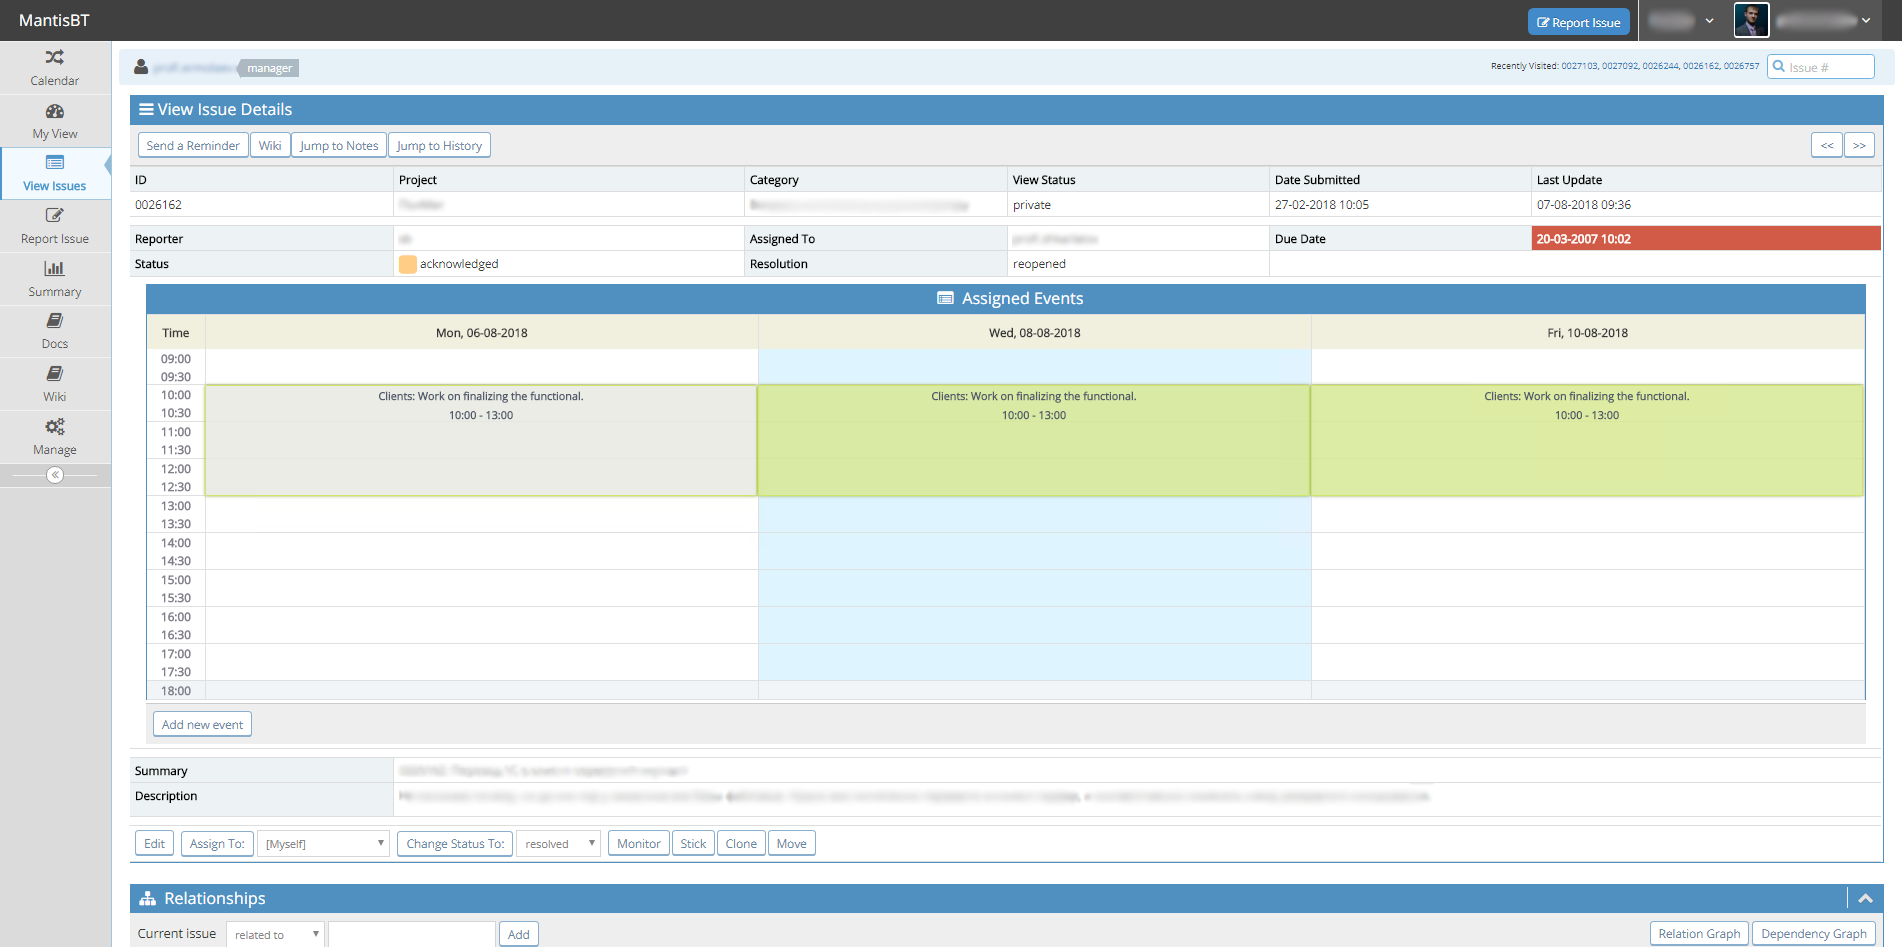 MantisBT
Report Issue
Calendar
My View
View Issues
Report Issue
Summary
Docs
Wiki
Manage
manager
Recently Visited: 0027103, 0027092, 0026244, 0026162, 0026757
Issue #
View Issue Details
Send a Reminder Wiki Jump to Notes Jump to History << >>
ID Project Category View Status Date Submitted Last Update
0026162 private 27-02-2018 10:05 07-08-2018 09:36
Reporter Assigned To Due Date 20-03-2007 10:02
Status acknowledged Resolution reopened
Assigned Events
Time Mon, 06-08-2018 Wed, 08-08-2018 Fri, 10-08-2018
09:00
09:30
10:00 Clients: Work on finalizing the functional. Clients: Work on finalizing the functional. Clients: Work on finalizing the functional.
10:30 10:00 - 13:00 10:00 - 13:00 10:00 - 13:00
11:00
11:30
12:00
12:30
13:00
13:30
14:00
14:30
15:00
15:30
16:00
16:30
17:00
17:30
18:00
Add new event
Summary
Description
Edit Assign To: [Myself] Change Status To: resolved Monitor Stick Clone Move
Relationships
Current issue related to Add Relation Graph Dependency Graph